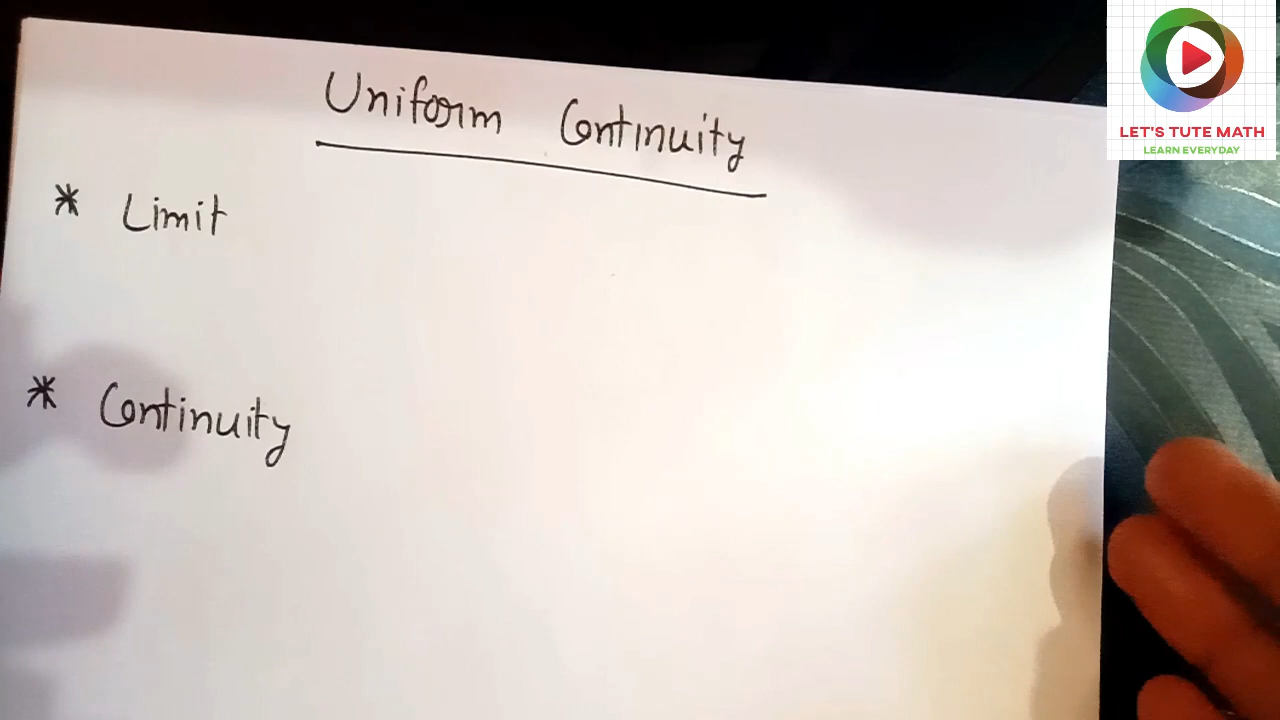 Uniform Continuity
* Limit
* Continuity
LET'S TUTE MATH
LEARN EVERYDAY